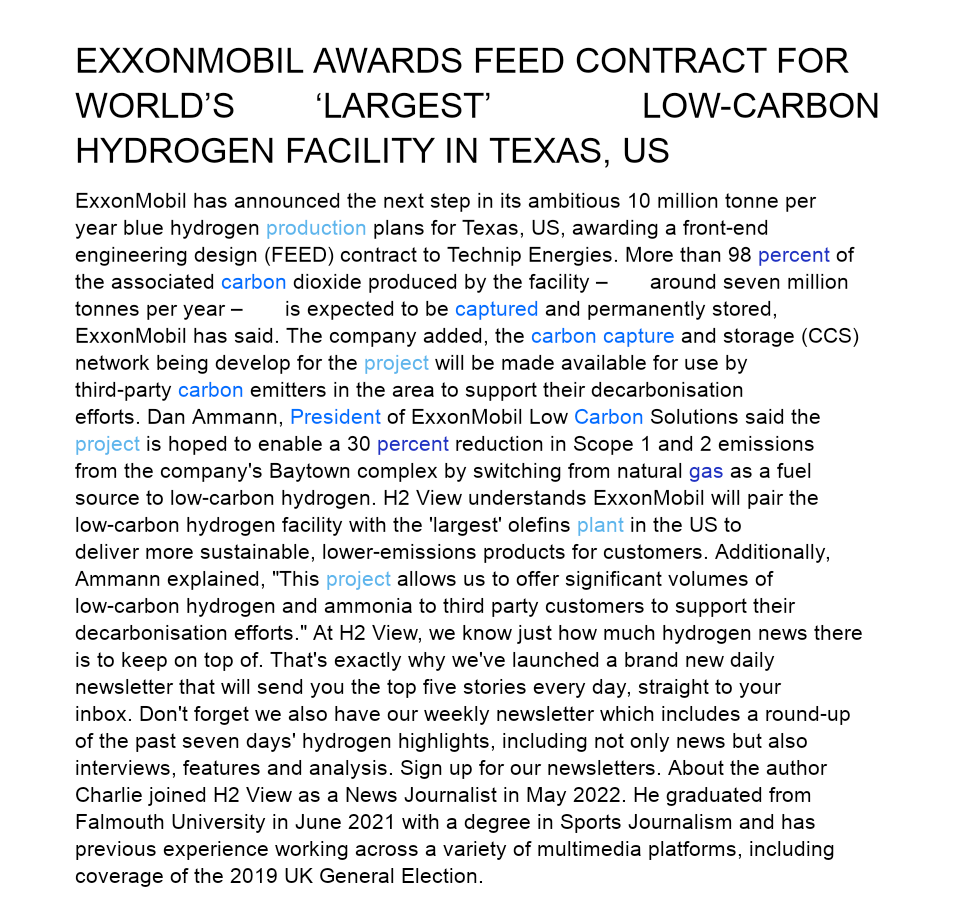 EXXONMOBIL AWARDS FEED CONTRACT FOR
WORLD’S ‘LARGEST’ LOW-CARBON
HYDROGEN FACILITY IN TEXAS, US
ExxonMobil has announced the next step in its ambitious 10 million tonne per
year blue hydrogen production plans for Texas, US, awarding a front-end
engineering design (FEED) contract to Technip Energies. More than 98 percent of
the associated carbon dioxide produced by the facility – around seven million
tonnes per year – is expected to be captured and permanently stored,
ExxonMobil has said. The company added, the carbon capture and storage (CCS)
network being develop for the project will be made available for use by
third-party carbon emitters in the area to support their decarbonisation
efforts. Dan Ammann, President of ExxonMobil Low Carbon Solutions said the
project is hoped to enable a 30 percent reduction in Scope 1 and 2 emissions
from the company's Baytown complex by switching from natural gas as a fuel
source to low-carbon hydrogen. H2 View understands ExxonMobil will pair the
low-carbon hydrogen facility with the 'largest' olefins plant in the US to
deliver more sustainable, lower-emissions products for customers. Additionally,
Ammann explained, "This project allows us to offer significant volumes of
low-carbon hydrogen and ammonia to third party customers to support their
decarbonisation efforts." At H2 View, we know just how much hydrogen news there
is to keep on top of. That's exactly why we've launched a brand new daily
newsletter that will send you the top five stories every day, straight to your
inbox. Don't forget we also have our weekly newsletter which includes a round-up
of the past seven days' hydrogen highlights, including not only news but also
interviews, features and analysis. Sign up for our newsletters. About the author
Charlie joined H2 View as a News Journalist in May 2022. He graduated from
Falmouth University in June 2021 with a degree in Sports Journalism and has
previous experience working across a variety of multimedia platforms, including
coverage of the 2019 UK General Election.